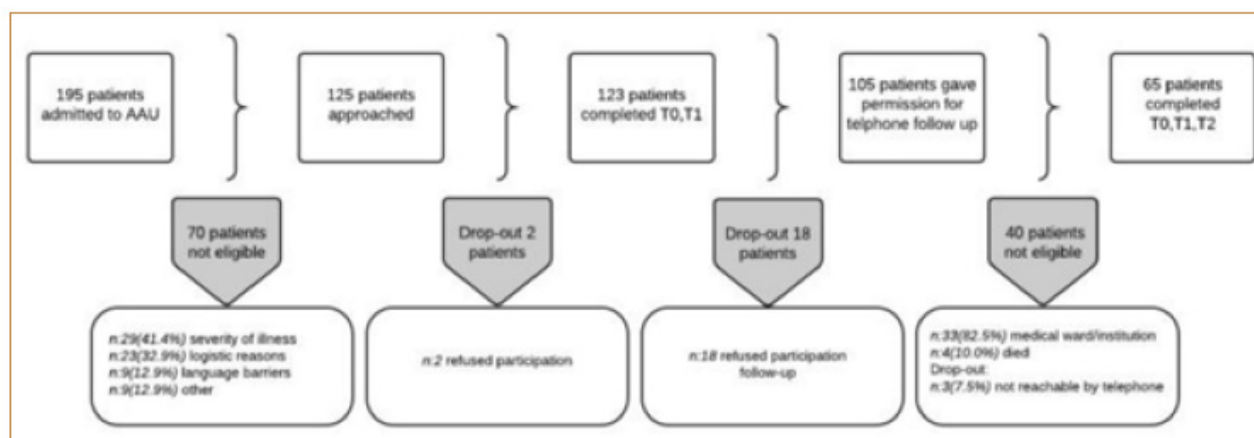 195 patients
admitted to AAU
125 patients
approached
123 patients
completed T0,T1
105 patients gave
permission for
telphone follow up
65 patients
completed
T0,T1,T2
70 patients
not eligible
Drop-out 2
patients
Drop-out 18
patients
40 patients
not eligible
n:29(41.4%) severity of illness
n:23(32.9%) logistic reasons
n:9(12.9%) language barriers
n:9(12.9%) other
n:2 refused participation
n:18 refused participation
follow-up
n:33(82.5%) medical ward/institution
n:4(10.0%) died
Drop-out:
n:3(7.5%) not reachable by telephone